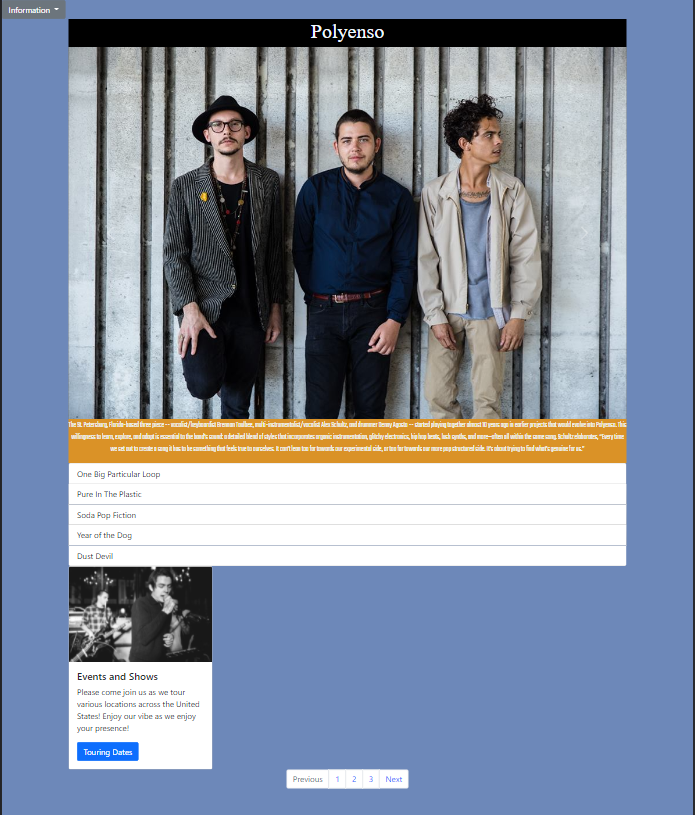 Information
Polyenso
The St. Petersburg, Florida-based three piece -- vocalist/keyboardist Brennan Taulbee, multi-instrumentalist/vocalist Alex Schultz, and drummer Denny Agosto -- started playing together almost 10 years ago in earlier projects that would evolve into Polyenso. This
willingness to learn, explore, and adapt is essential to the band's sound: a detailed blend of styles that incorporates organic instrumentation, glitchy electronics, hip hop beats, lush synths, and more—often all within the same song. Schultz elaborates, "Every time
we set out to create a song it has to be something that feels true to ourselves. It can't lean too far towards our experimental side, or too far towards our more pop structured side. It's about trying to find what's genuine for us."
One Big Particular Loop
Pure In The Plastic
Soda Pop Fiction
Year of the Dog
Dust Devil
Events and Shows
Please come join us as we tour
various locations across the United
States! Enjoy our vibe as we enjoy
your presence!
Touring Dates
Previous 1 2 3 Next